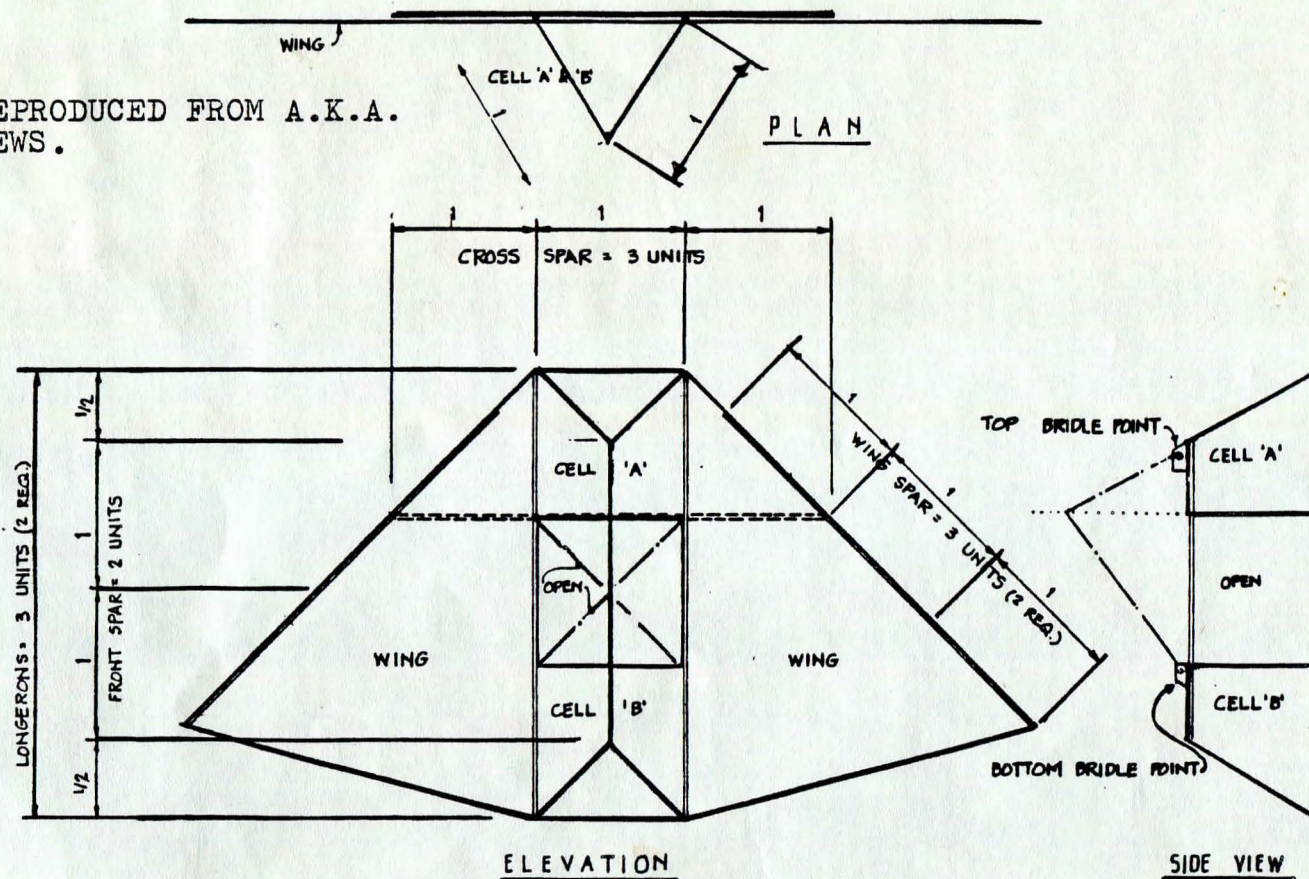 WING
CELL 'A' & 'B'
1
1
EPRODUCED FROM A.K.A.
EWS.
PLAN
1
1
1
CROSS SPAR = 3 UNITS
LONGERONS = 3 UNITS (2 REQ.)
1/2
1
1
FRONT SPAR = 2 UNITS
1/2
CELL 'A'
OPEN
CELL 'B'
WING
WING
1
1
1
WING SPAR = 3 UNITS (2 REQ.)
TOP BRIDLE POINT
CELL 'A'
OPEN
CELL 'B'
BOTTOM BRIDLE POINT
ELEVATION
SIDE VIEW